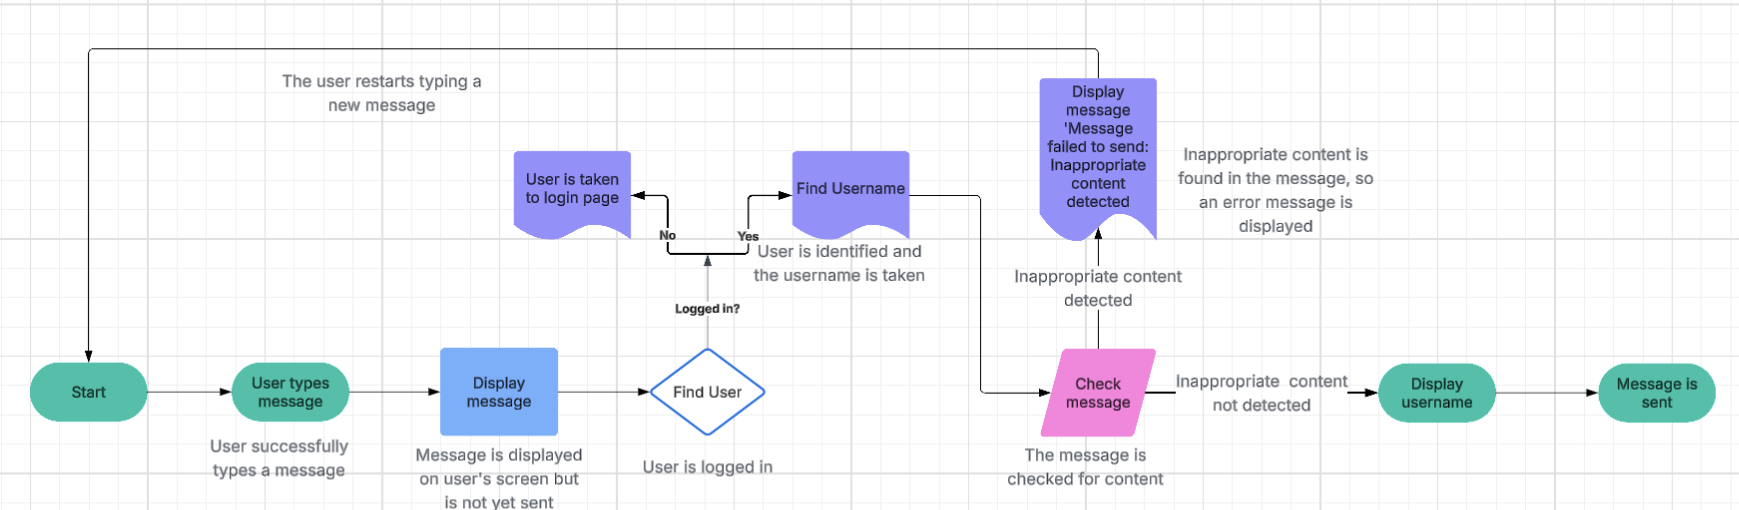 The user restarts typing a
new message
Display
message
'Message
failed to send:
Inappropriate
content
detected
Inappropriate content is
found in the message, so
an error message is
displayed
User is taken
to login page
Find Username
No
Yes
User is identified and
the username is taken
Inappropriate content
detected
Logged in?
Start
User types
message
Display
message
Find User
Check
message
Inappropriate content
not detected
Display
username
Message is
sent
User successfully
types a message
Message is displayed
on user's screen but
is not yet sent
User is logged in
The message is
checked for content